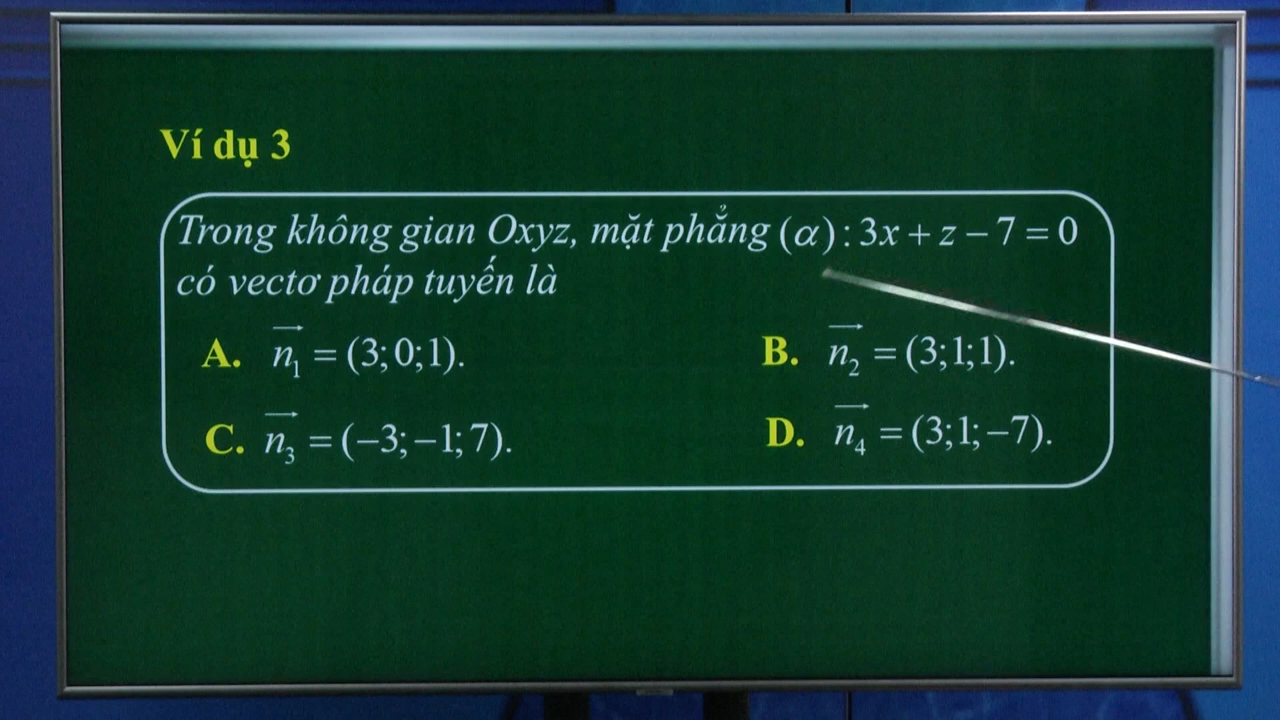 Ví dụ 3
Trong không gian Oxyz, mặt phẳng (α) : 3x + z − 7 = 0
có vectơ pháp tuyến là
A. n₁ = (3; 0; 1). B. n₂ = (3;1;1).
C. n₃ = (−3; −1; 7). D. n₄ = (3;1; −7).